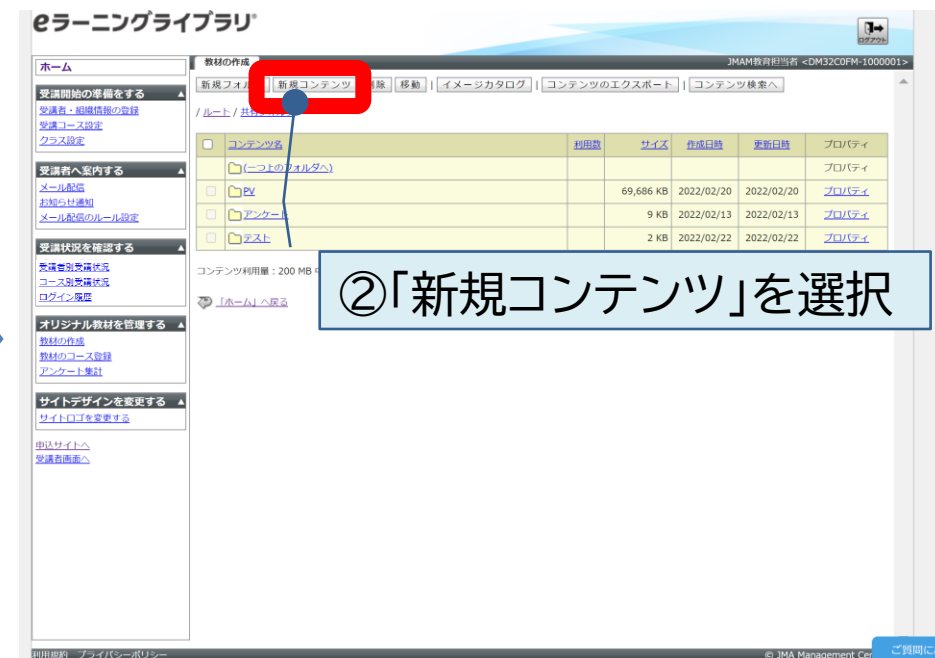 eラーニングライブラリ®
ログアウト
ホーム
教材の作成
JMAM教育担当者 <DM32C0FM-1000001>
新規フォル 新規コンテンツ 削除 移動 | イメージカタログ | コンテンツのエクスポート | コンテンツ検索へ
/ ルート /
受講開始の準備をする
受講者・組織情報の登録
受講コース設定
クラス設定
受講者へ案内する
メール配信
お知らせ通知
メール配信のルール設定
受講状況を確認する
受講者別受講状況
コース別受講状況
ログイン履歴
オリジナル教材を管理する
教材の作成
教材のコース登録
アンケート集計
サイトデザインを変更する
サイトロゴを変更する
申込サイトへ
受講者画面へ
コンテンツ名 利用数 サイズ 作成日時 更新日時 プロパティ
(一つ上のフォルダへ) プロパティ
PV 69,686 KB 2022/02/20 2022/02/20 プロパティ
アンケート 9 KB 2022/02/13 2022/02/13 プロパティ
テスト 2 KB 2022/02/22 2022/02/22 プロパティ
コンテンツ利用量 : 200 MB
「ホーム」へ戻る
②「新規コンテンツ」を選択
利用規約 プライバシーポリシー
© JMA Management Cen
ご質問に